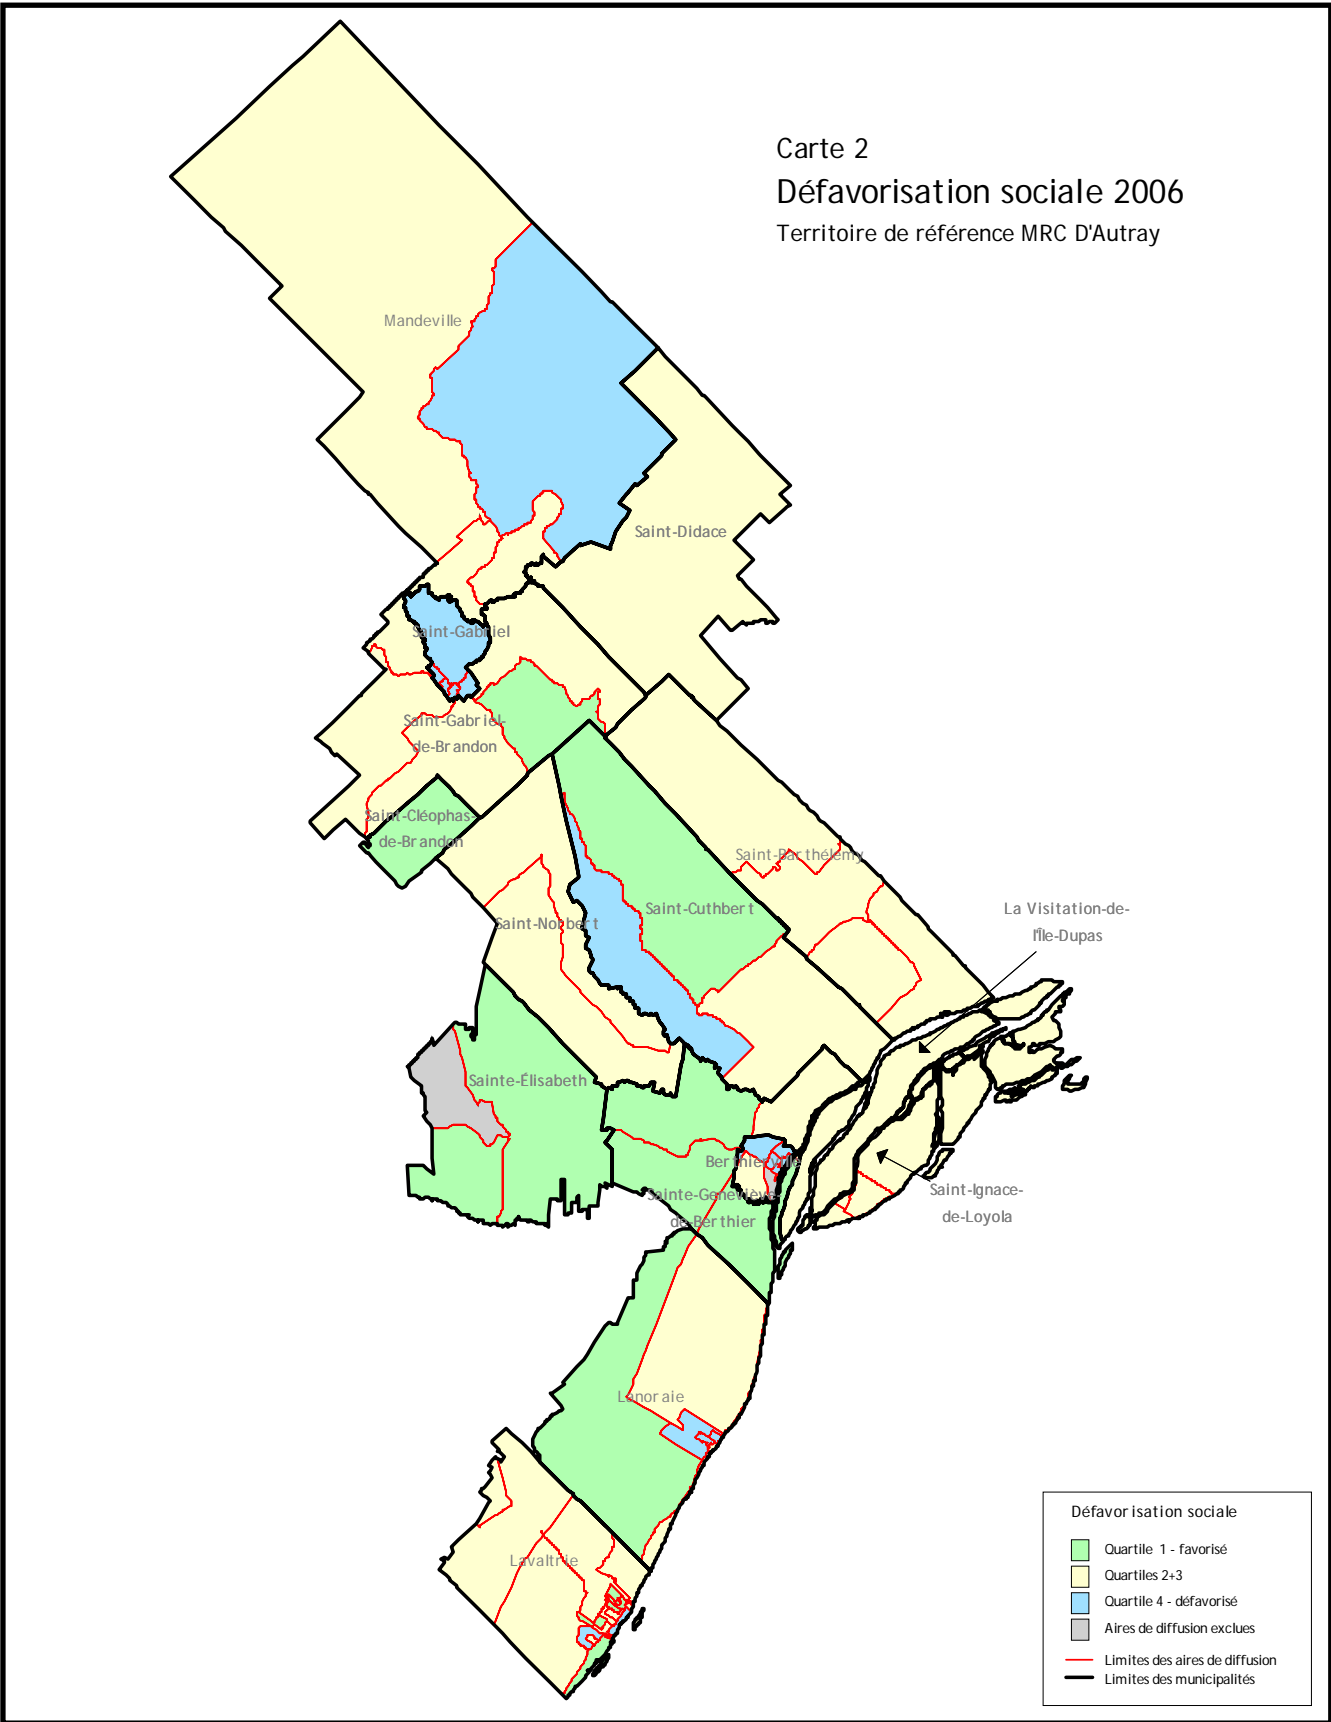 Carte 2
Défavorisation sociale 2006
Territoire de référence MRC D'Autray
Mandeville
Saint-Didace
Saint-Gabriel
Saint-Gabriel-
de-Brandon
Saint-Cléophas-
de-Brandon
Saint-Barthélemy
Saint-Cuthbert
La Visitation-de-
l'Île-Dupas
Saint-Norbert
Sainte-Élisabeth
Berthierville
Sainte-Geneviève-
de-Berthier
Saint-Ignace-
de-Loyola
Lanoraie
Lavaltrie
Défavorisation sociale
Quartile 1 - favorisé
Quartiles 2+3
Quartile 4 - défavorisé
Aires de diffusion exclues
Limites des aires de diffusion
Limites des municipalités